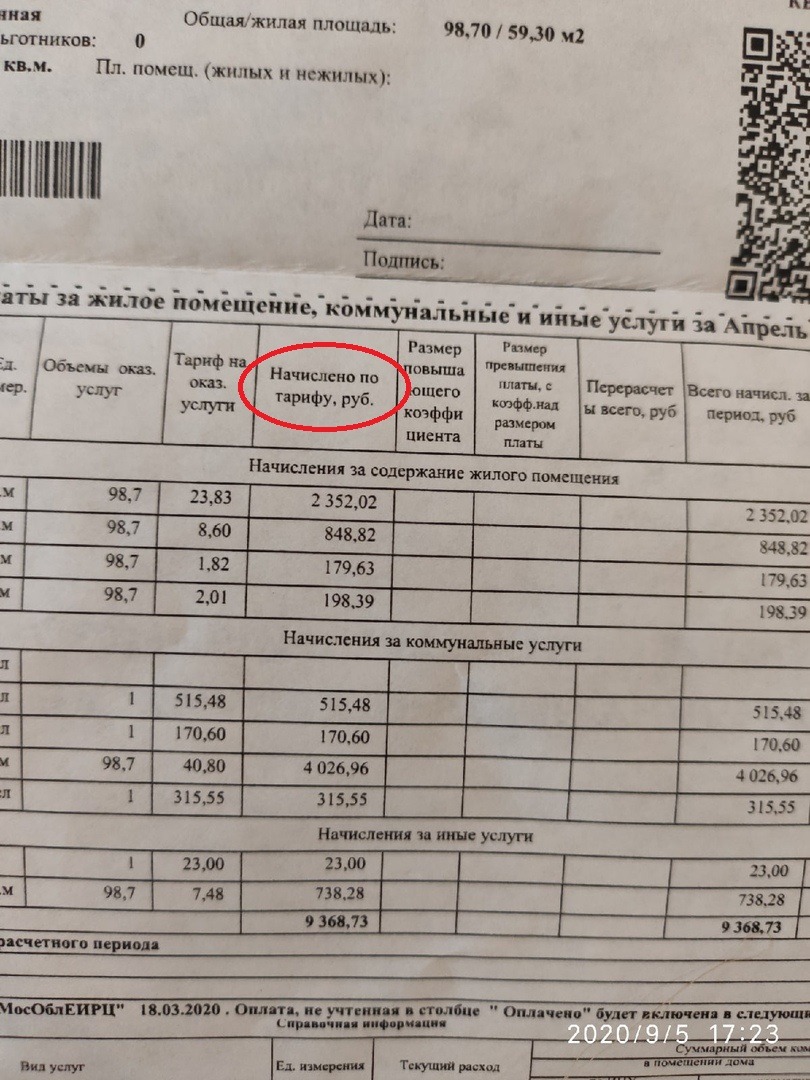 нная
Общая/жилая площадь: 98,70 / 59,30 м2
ьготников: 0
кв.м. Пл. помещ. (жилых и нежилых):
Дата:
Подпись:
аты за жилое помещение, коммунальные и иные услуги за Апрель
Ед. мер.
Объемы оказ. услуг
Тариф на оказ. услуги
Начислено по тарифу, руб.
Размер повыша ющего коэффи циента
Размер превышения платы, с коэфф.над размером платы
Перерасчет ы всего, руб
Всего начисл. за период, руб
Начисления за содержание жилого помещения
м 98,7 23,83 2 352,02 2 352,02
м 98,7 8,60 848,82 848,82
м 98,7 1,82 179,63 179,63
м 98,7 2,01 198,39 198,39
Начисления за коммунальные услуги
л
л 1 515,48 515,48 515,48
л 1 170,60 170,60 170,60
м 98,7 40,80 4 026,96 4 026,96
ел 1 315,55 315,55 315,55
Начисления за иные услуги
1 23,00 23,00 23,00
.м 98,7 7,48 738,28 738,28
9 368,73 9 368,73
расчетного периода
МосОблЕИРЦ" 18.03.2020 . Оплата, не учтенная в столбце " Оплачено" будет включена в следующ
Справочная информация
2020/9/5 17:23
Вид услуг
Ед. измерения
Текущий расход
Суммарный объем ком
в помещении дома